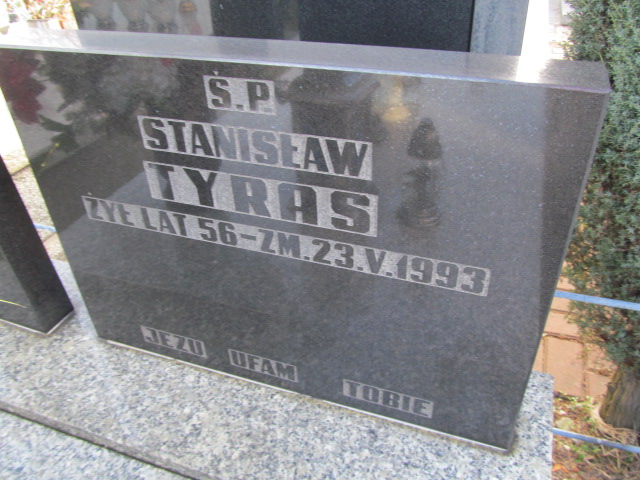 Ś.P
STANISŁAW
TYRAS
ŻYŁ LAT 56-ZM.23.V.1993
JEZU UFAM TOBIE